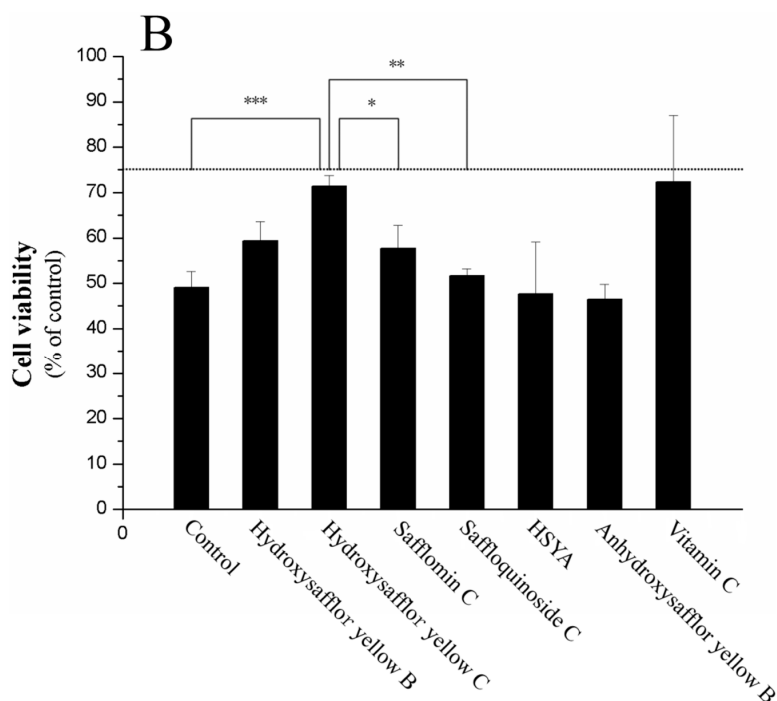 B
100
90
80
70
60
50
40
30
20
10
0
0
Cell viability
(% of control)
***
**
*
Control
Hydroxysafflor yellow B
Hydroxysafflor yellow C
Safflomin C
Saffloquinoside C
HSYA
Anhydroxysafflor yellow B
Vitamin C